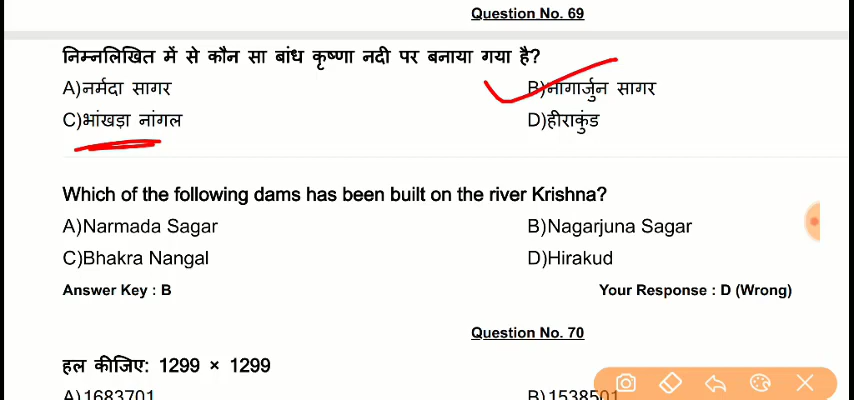 Question No. 69
निम्नलिखित में से कौन सा बांध कृष्णा नदी पर बनाया गया है?
A)नर्मदा सागर B)नागार्जुन सागर
C)भांखड़ा नांगल D)हीराकुंड
Which of the following dams has been built on the river Krishna?
A)Narmada Sagar B)Nagarjuna Sagar
C)Bhakra Nangal D)Hirakud
Answer Key : B Your Response : D (Wrong)
Question No. 70
हल कीजिए: 1299 × 1299
A)1683701 B)1538501